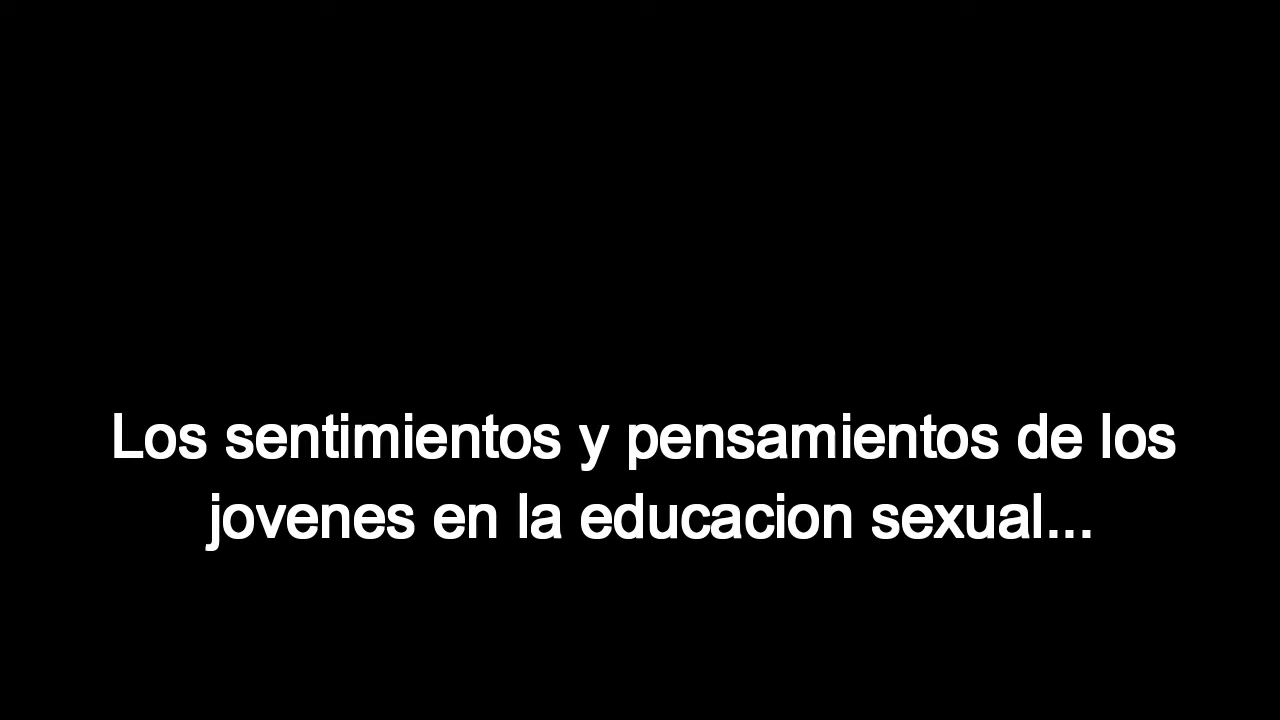 Los sentimientos y pensamientos de los
jovenes en la educacion sexual...